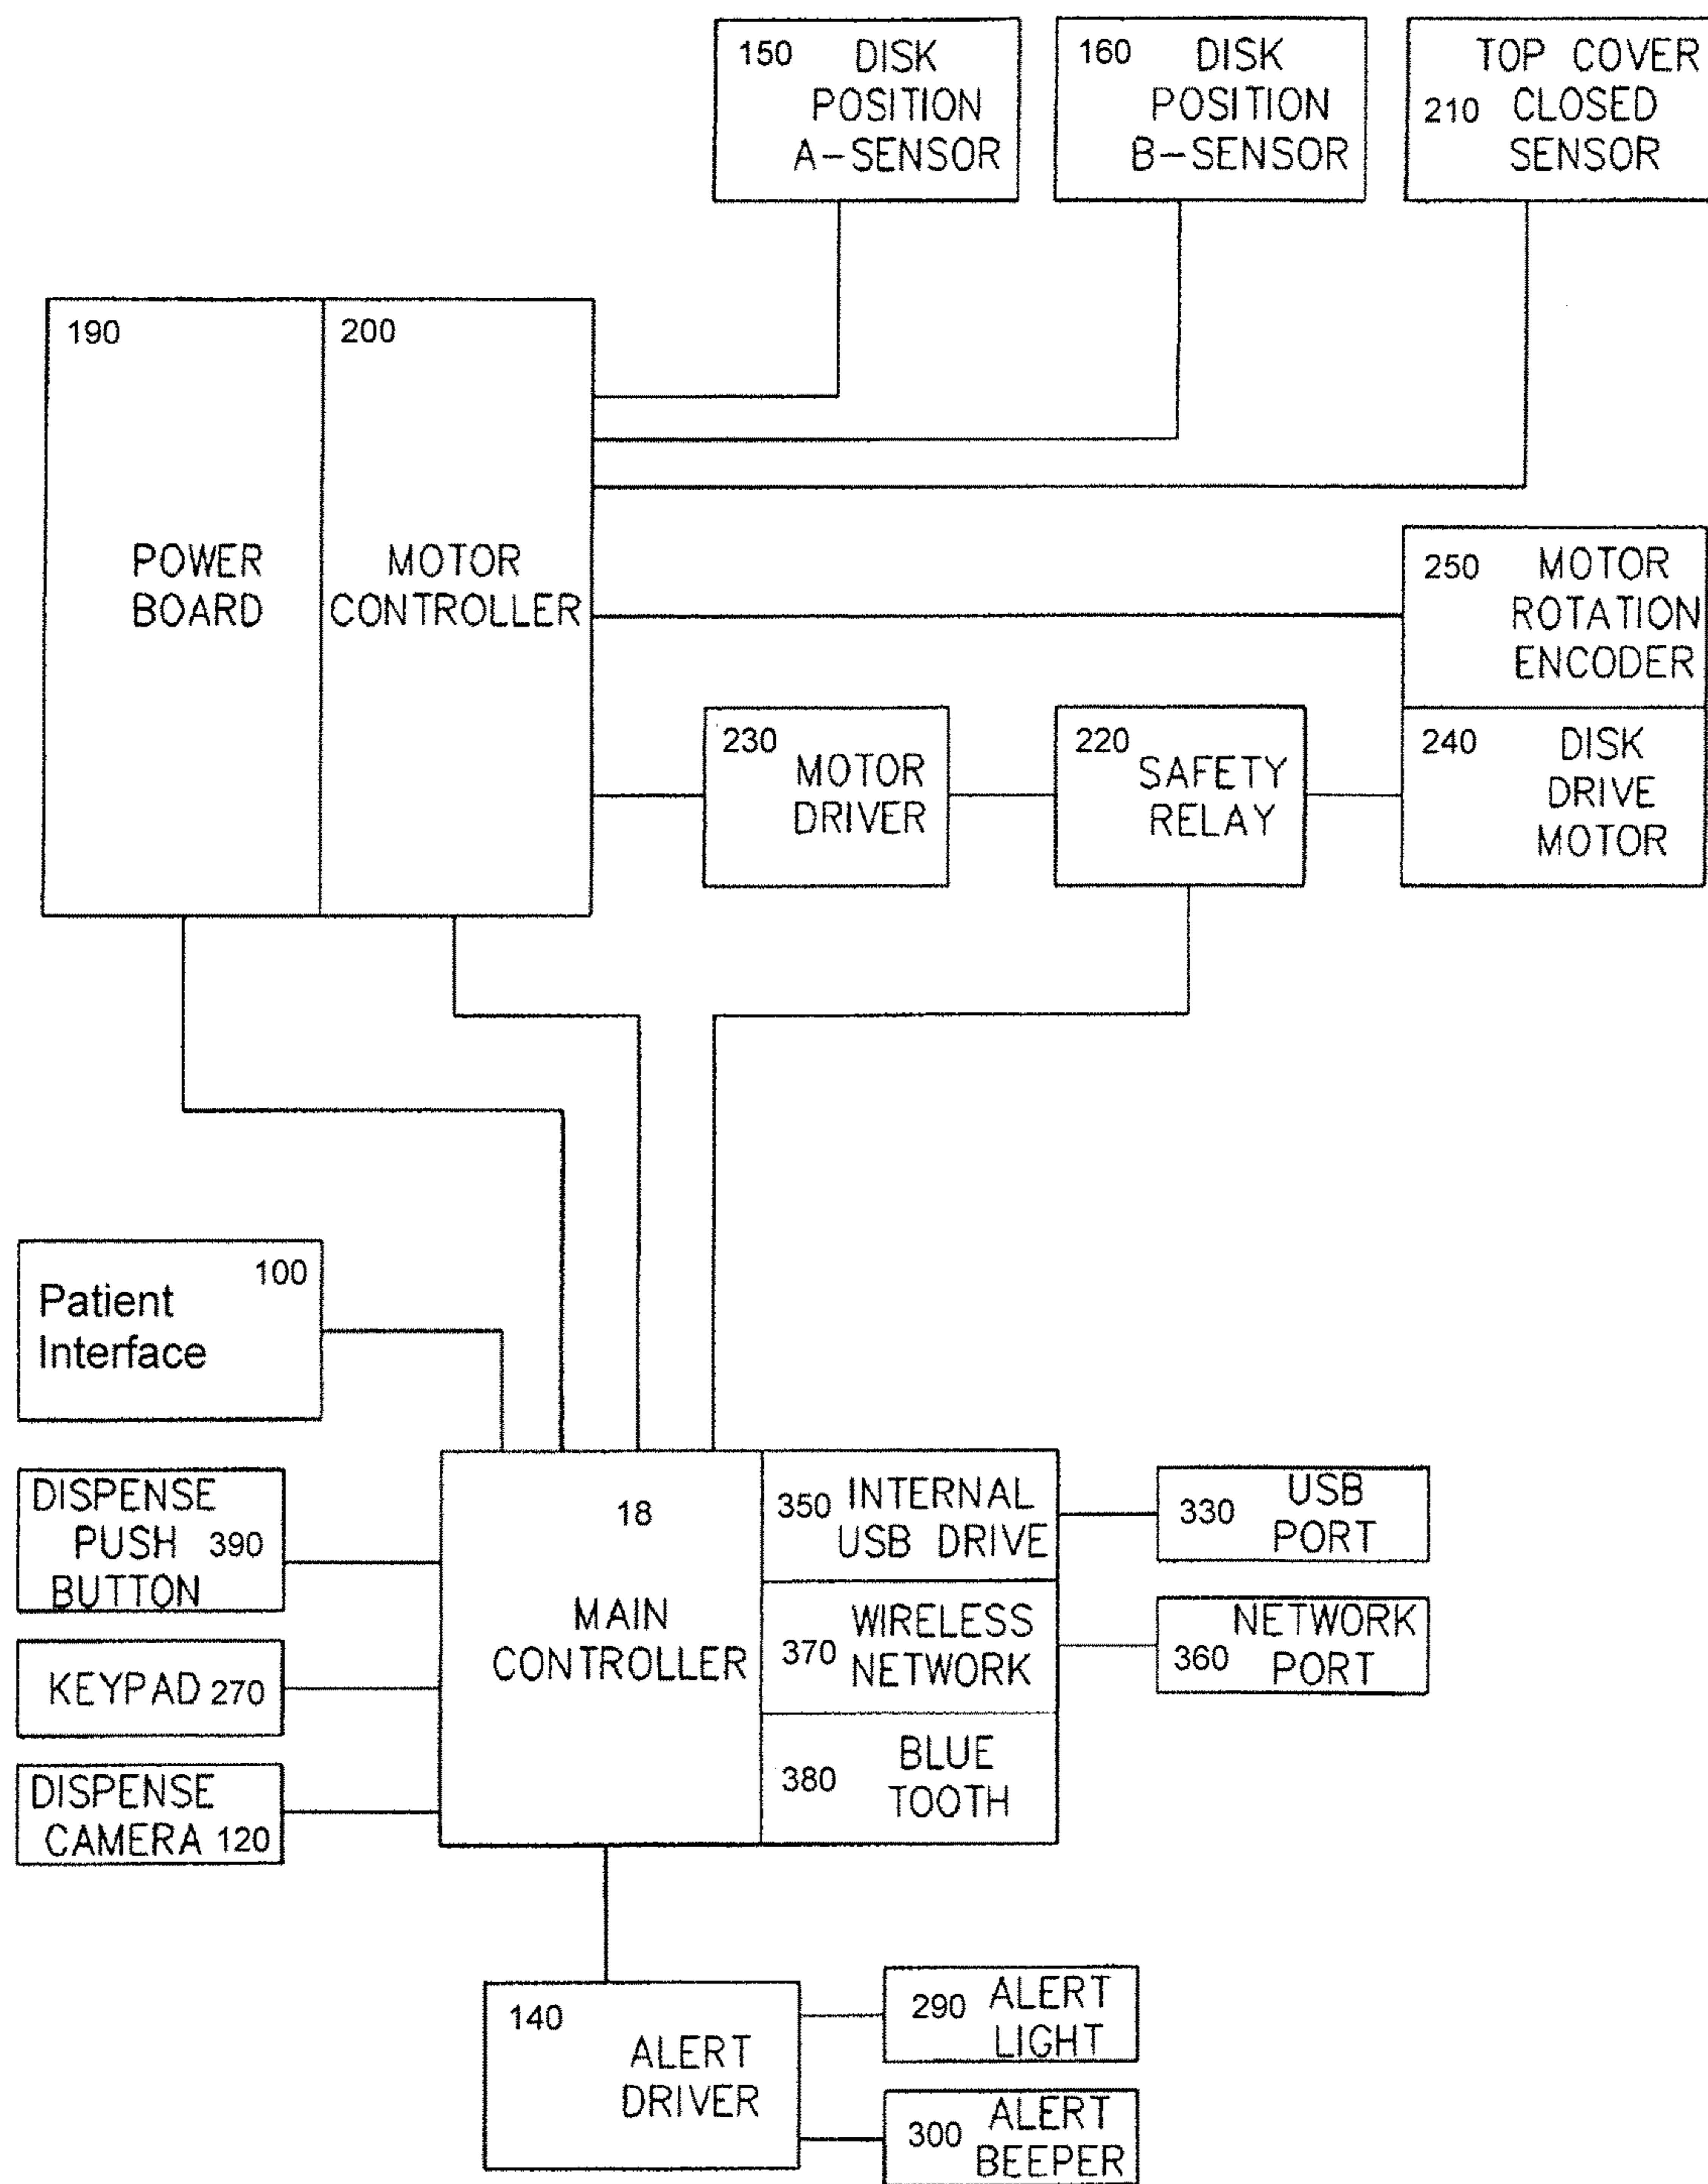 150 DISK
POSITION
A-SENSOR
160 DISK
POSITION
B-SENSOR
TOP COVER
210 CLOSED
SENSOR
190
POWER
BOARD
200
MOTOR
CONTROLLER
250 MOTOR
ROTATION
ENCODER
230 MOTOR
DRIVER
220 SAFETY
RELAY
240 DISK
DRIVE
MOTOR
100
Patient
Interface
DISPENSE
PUSH 390
BUTTON
KEYPAD 270
DISPENSE
CAMERA 120
18
MAIN
CONTROLLER
350 INTERNAL
USB DRIVE
WIRELESS
370 NETWORK
BLUE
380 TOOTH
330 USB
PORT
NETWORK
360 PORT
140
ALERT
DRIVER
290 ALERT
LIGHT
300 ALERT
BEEPER